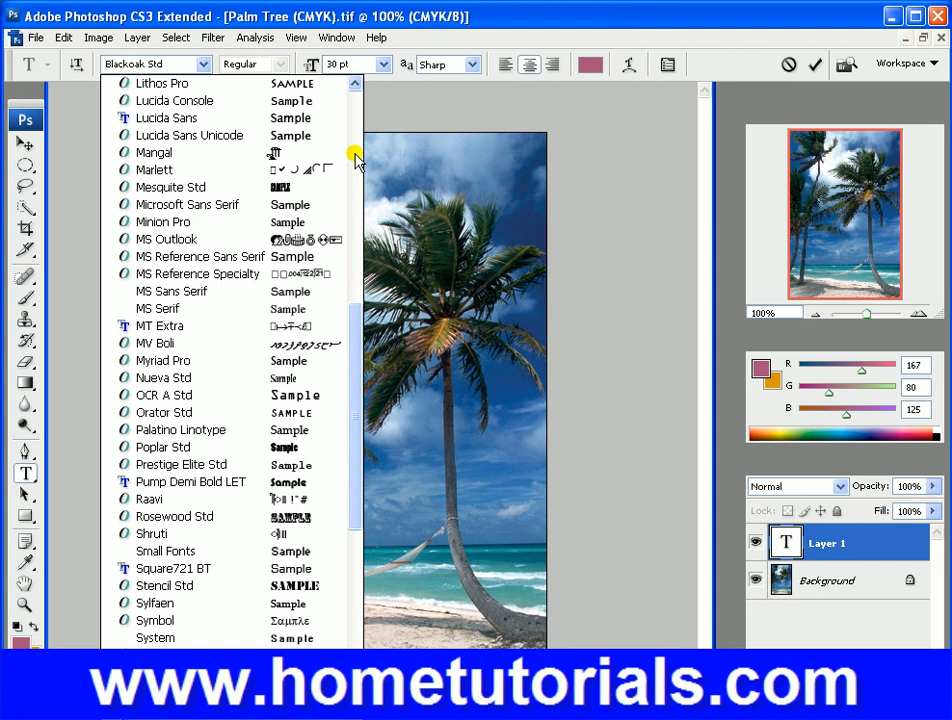 Adobe Photoshop CS3 Extended - [Palm Tree (CMYK).tif @ 100% (CMYK/8)]
File Edit Image Layer Select Filter Analysis View Window Help
T Blackoak Std Regular 30 pt Sharp Workspace
Lithos Pro SAMPLE
Lucida Console Sample
Lucida Sans Sample
Lucida Sans Unicode Sample
Mangal
Marlett
Mesquite Std SAMPLE
Microsoft Sans Serif Sample
Minion Pro Sample
MS Outlook
MS Reference Sans Serif Sample
MS Reference Specialty
MS Sans Serif Sample
MS Serif Sample
MT Extra
MV Boli
Myriad Pro Sample
Nueva Std Sample
OCR A Std Sample
Orator Std SAMPLE
Palatino Linotype Sample
Poplar Std Sample
Prestige Elite Std Sample
Pump Demi Bold LET Sample
Raavi
Rosewood Std SAMPLE
Shruti
Small Fonts Sample
Square721 BT Sample
Stencil Std SAMPLE
Sylfaen Sample
Symbol Σαμπλε
System Sample
Ps
T
100%
R 167
G 80
B 125
Normal Opacity: 100%
Lock: Fill: 100%
T Layer 1
Background
www.hometutorials.com